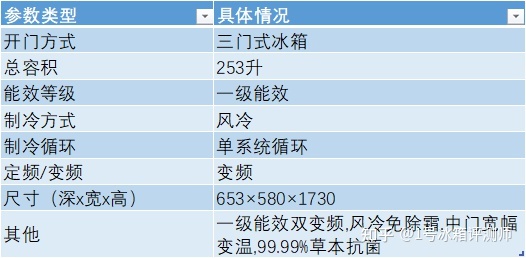 参数类型 具体情况
开门方式 三门式冰箱
总容积 253升
能效等级 一级能效
制冷方式 风冷
制冷循环 单系统循环
定频/变频 变频
尺寸（深x宽x高） 653×580×1730
其他 一级能效双变频,风冷免除霜,中门宽幅
变温,99.99%草本抗菌
知乎 @1号冰箱评测师